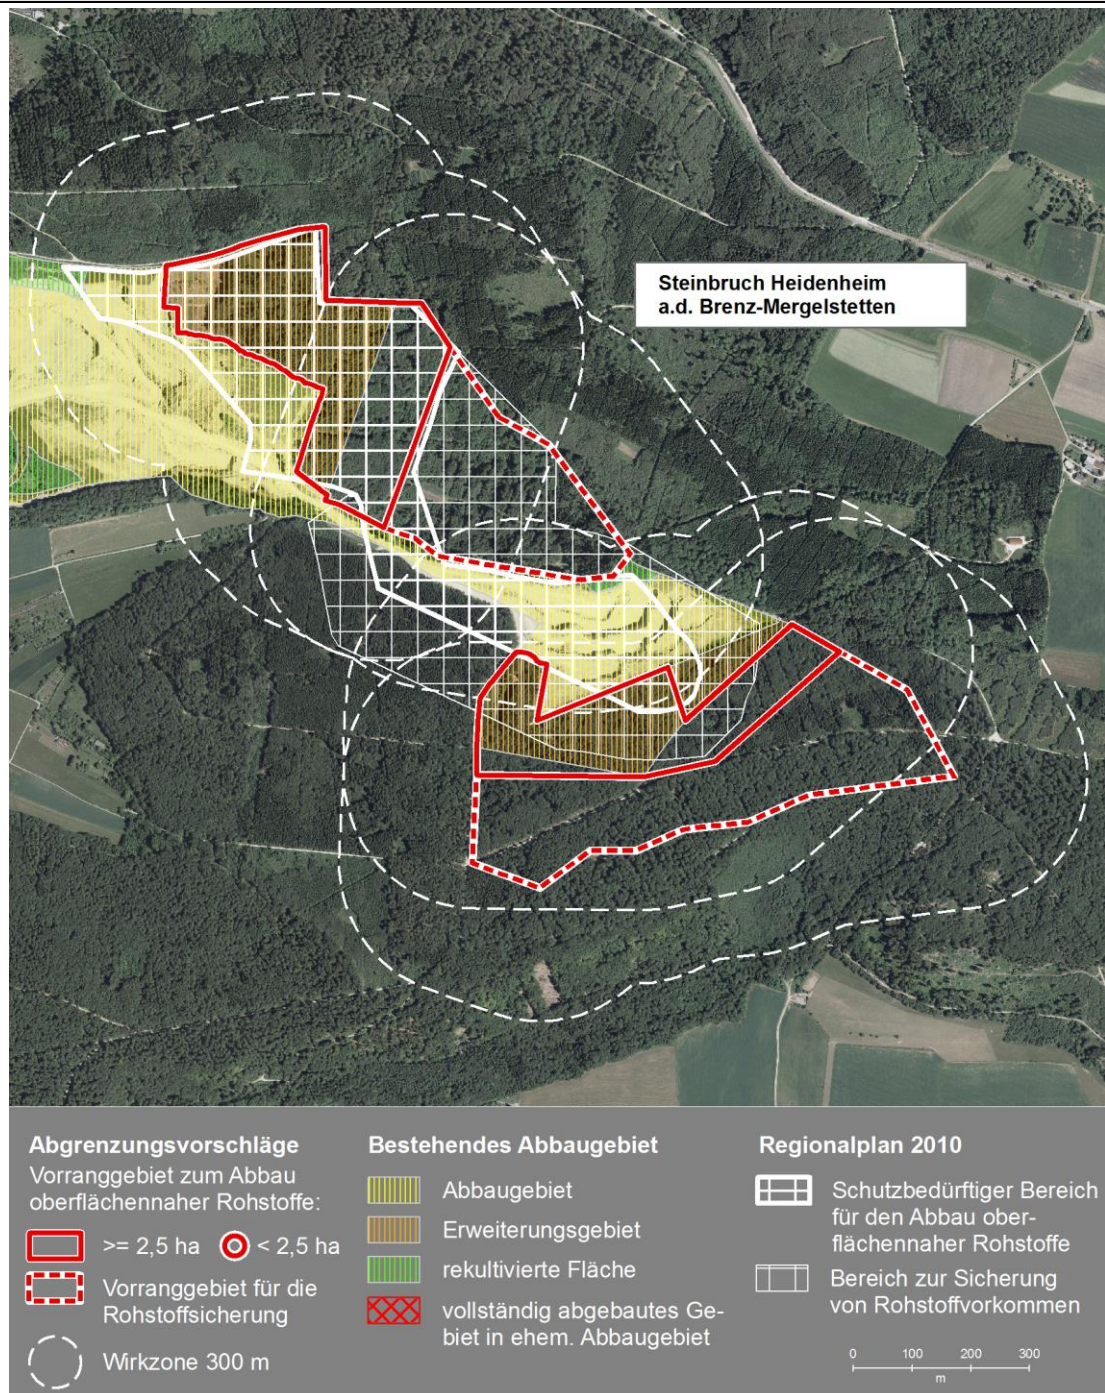 Steinbruch Heidenheim
a.d. Brenz-Mergelstetten
Abgrenzungsvorschläge
Vorranggebiet zum Abbau
oberflächennaher Rohstoffe:
>= 2,5 ha
< 2,5 ha
Vorranggebiet für die
Rohstoffsicherung
Wirkzone 300 m
Bestehendes Abbaugebiet
Abbaugebiet
Erweiterungsgebiet
rekultivierte Fläche
vollständig abgebautes Ge-
biet in ehem. Abbaugebiet
Regionalplan 2010
Schutzbedürftiger Bereich
für den Abbau ober-
flächennaher Rohstoffe
Bereich zur Sicherung
von Rohstoffvorkommen
0 100 200 300
m